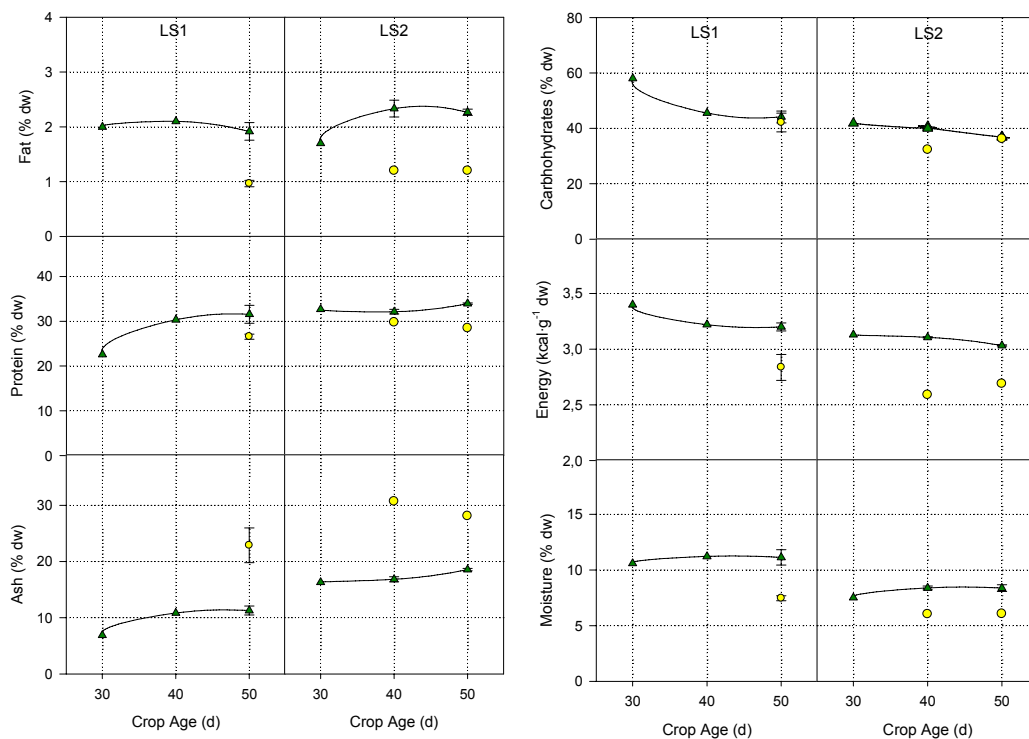 LS1 LS2
4
3
2
1
0
Fat (% dw)
40
30
20
10
0
Protein (% dw)
30
20
10
0
Ash (% dw)
30 40 50 30 40 50
Crop Age (d) Crop Age (d)
LS1 LS2
80
60
40
20
0
Carbhohydrates (% dw)
3,5
3,0
2,5
2,0
Energy (kcal·g⁻¹ dw)
15
10
5
0
Moisture (% dw)
30 40 50 30 40 50
Crop Age (d) Crop Age (d)